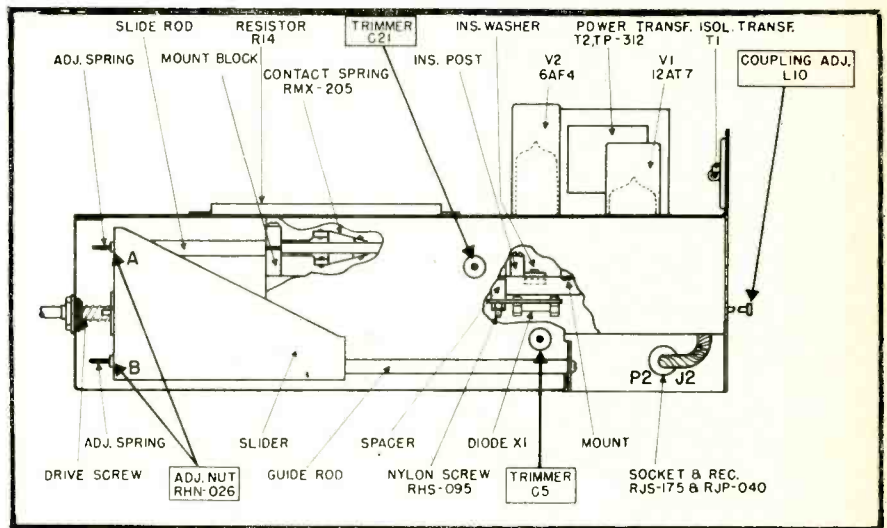 SLIDE ROD
RESISTOR
R14
TRIMMER
C21
INS. WASHER
POWER TRANSF.
T2, TP-312
ISOL. TRANSF.
T1
ADJ. SPRING
MOUNT BLOCK
CONTACT SPRING
RMX-205
INS. POST
V2
6AF4
V1
12AT7
COUPLING ADJ.
L10
A
B
P2
J2
ADJ. SPRING
SLIDER
SPACER
DIODE X1
MOUNT
DRIVE SCREW
ADJ. NUT
RHN-026
GUIDE ROD
NYLON SCREW
RHS-095
TRIMMER
C5
SOCKET & REC.
RJS-175 & RJP-040